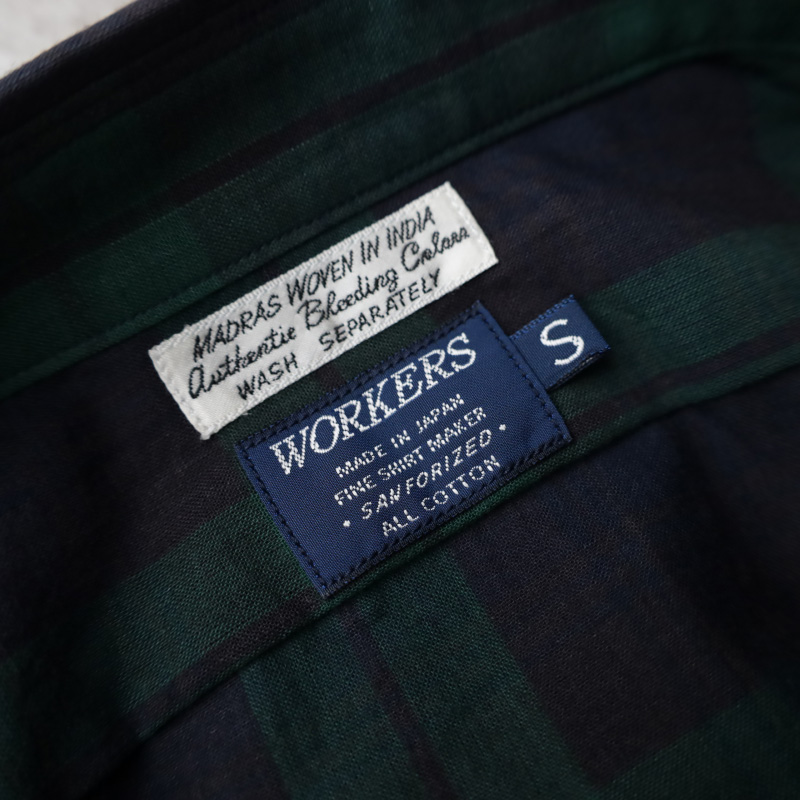 MADRAS WOVEN IN INDIA
Authentic Bleeding Colors
WASH SEPARATELY
WORKERS
MADE IN JAPAN
FINE SHIRT MAKER
• SANFORIZED •
ALL COTTON
S